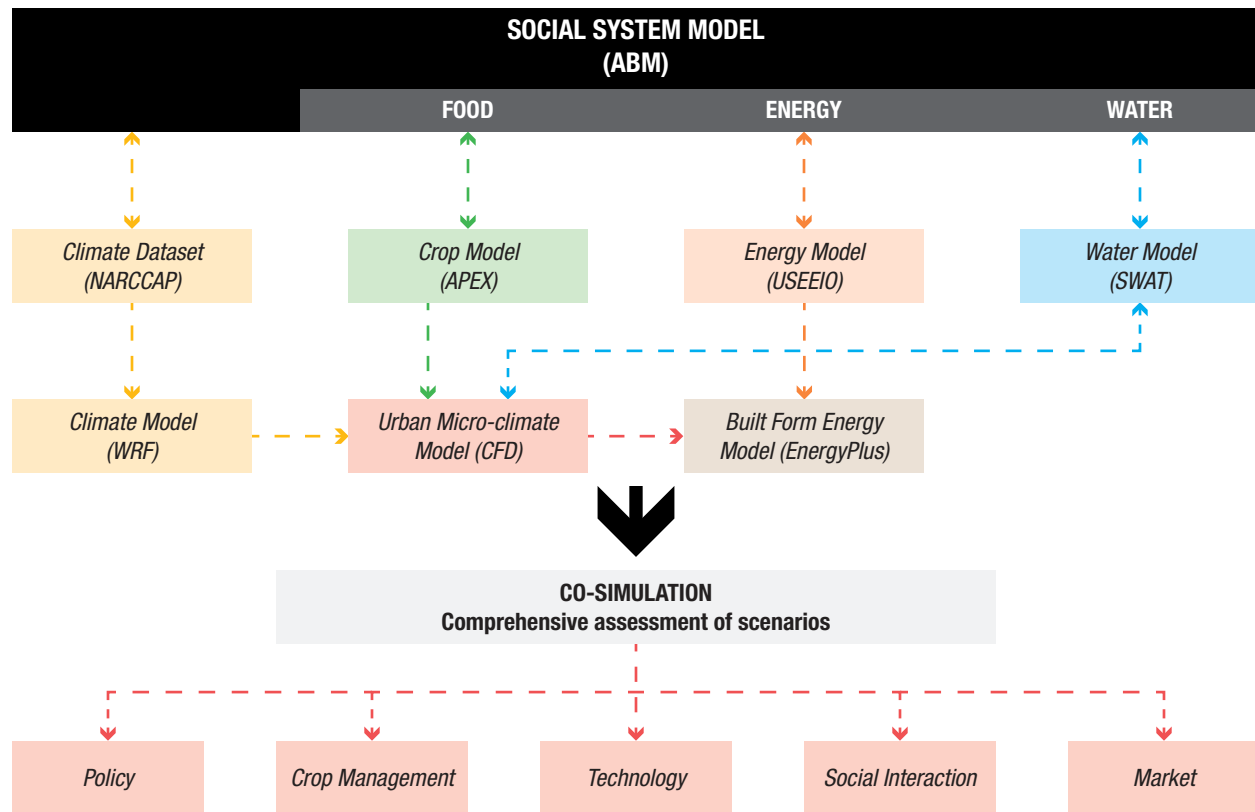 SOCIAL SYSTEM MODEL
(ABM)
FOOD
ENERGY
WATER
Climate Dataset
(NARCCAP)
Crop Model
(APEX)
Energy Model
(USEEIO)
Water Model
(SWAT)
Climate Model
(WRF)
Urban Micro-climate
Model (CFD)
Built Form Energy
Model (EnergyPlus)
CO-SIMULATION
Comprehensive assessment of scenarios
Policy
Crop Management
Technology
Social Interaction
Market